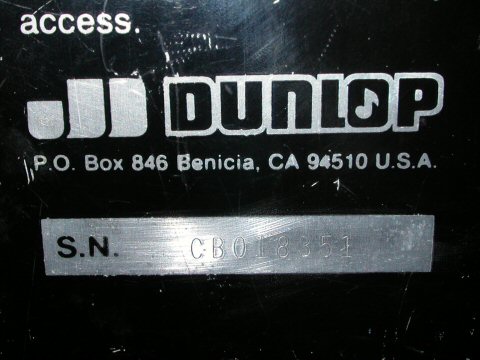 access.
DUNLOP
P.O. Box 846 Benicia, CA 94510 U.S.A.
S.N. CB018351